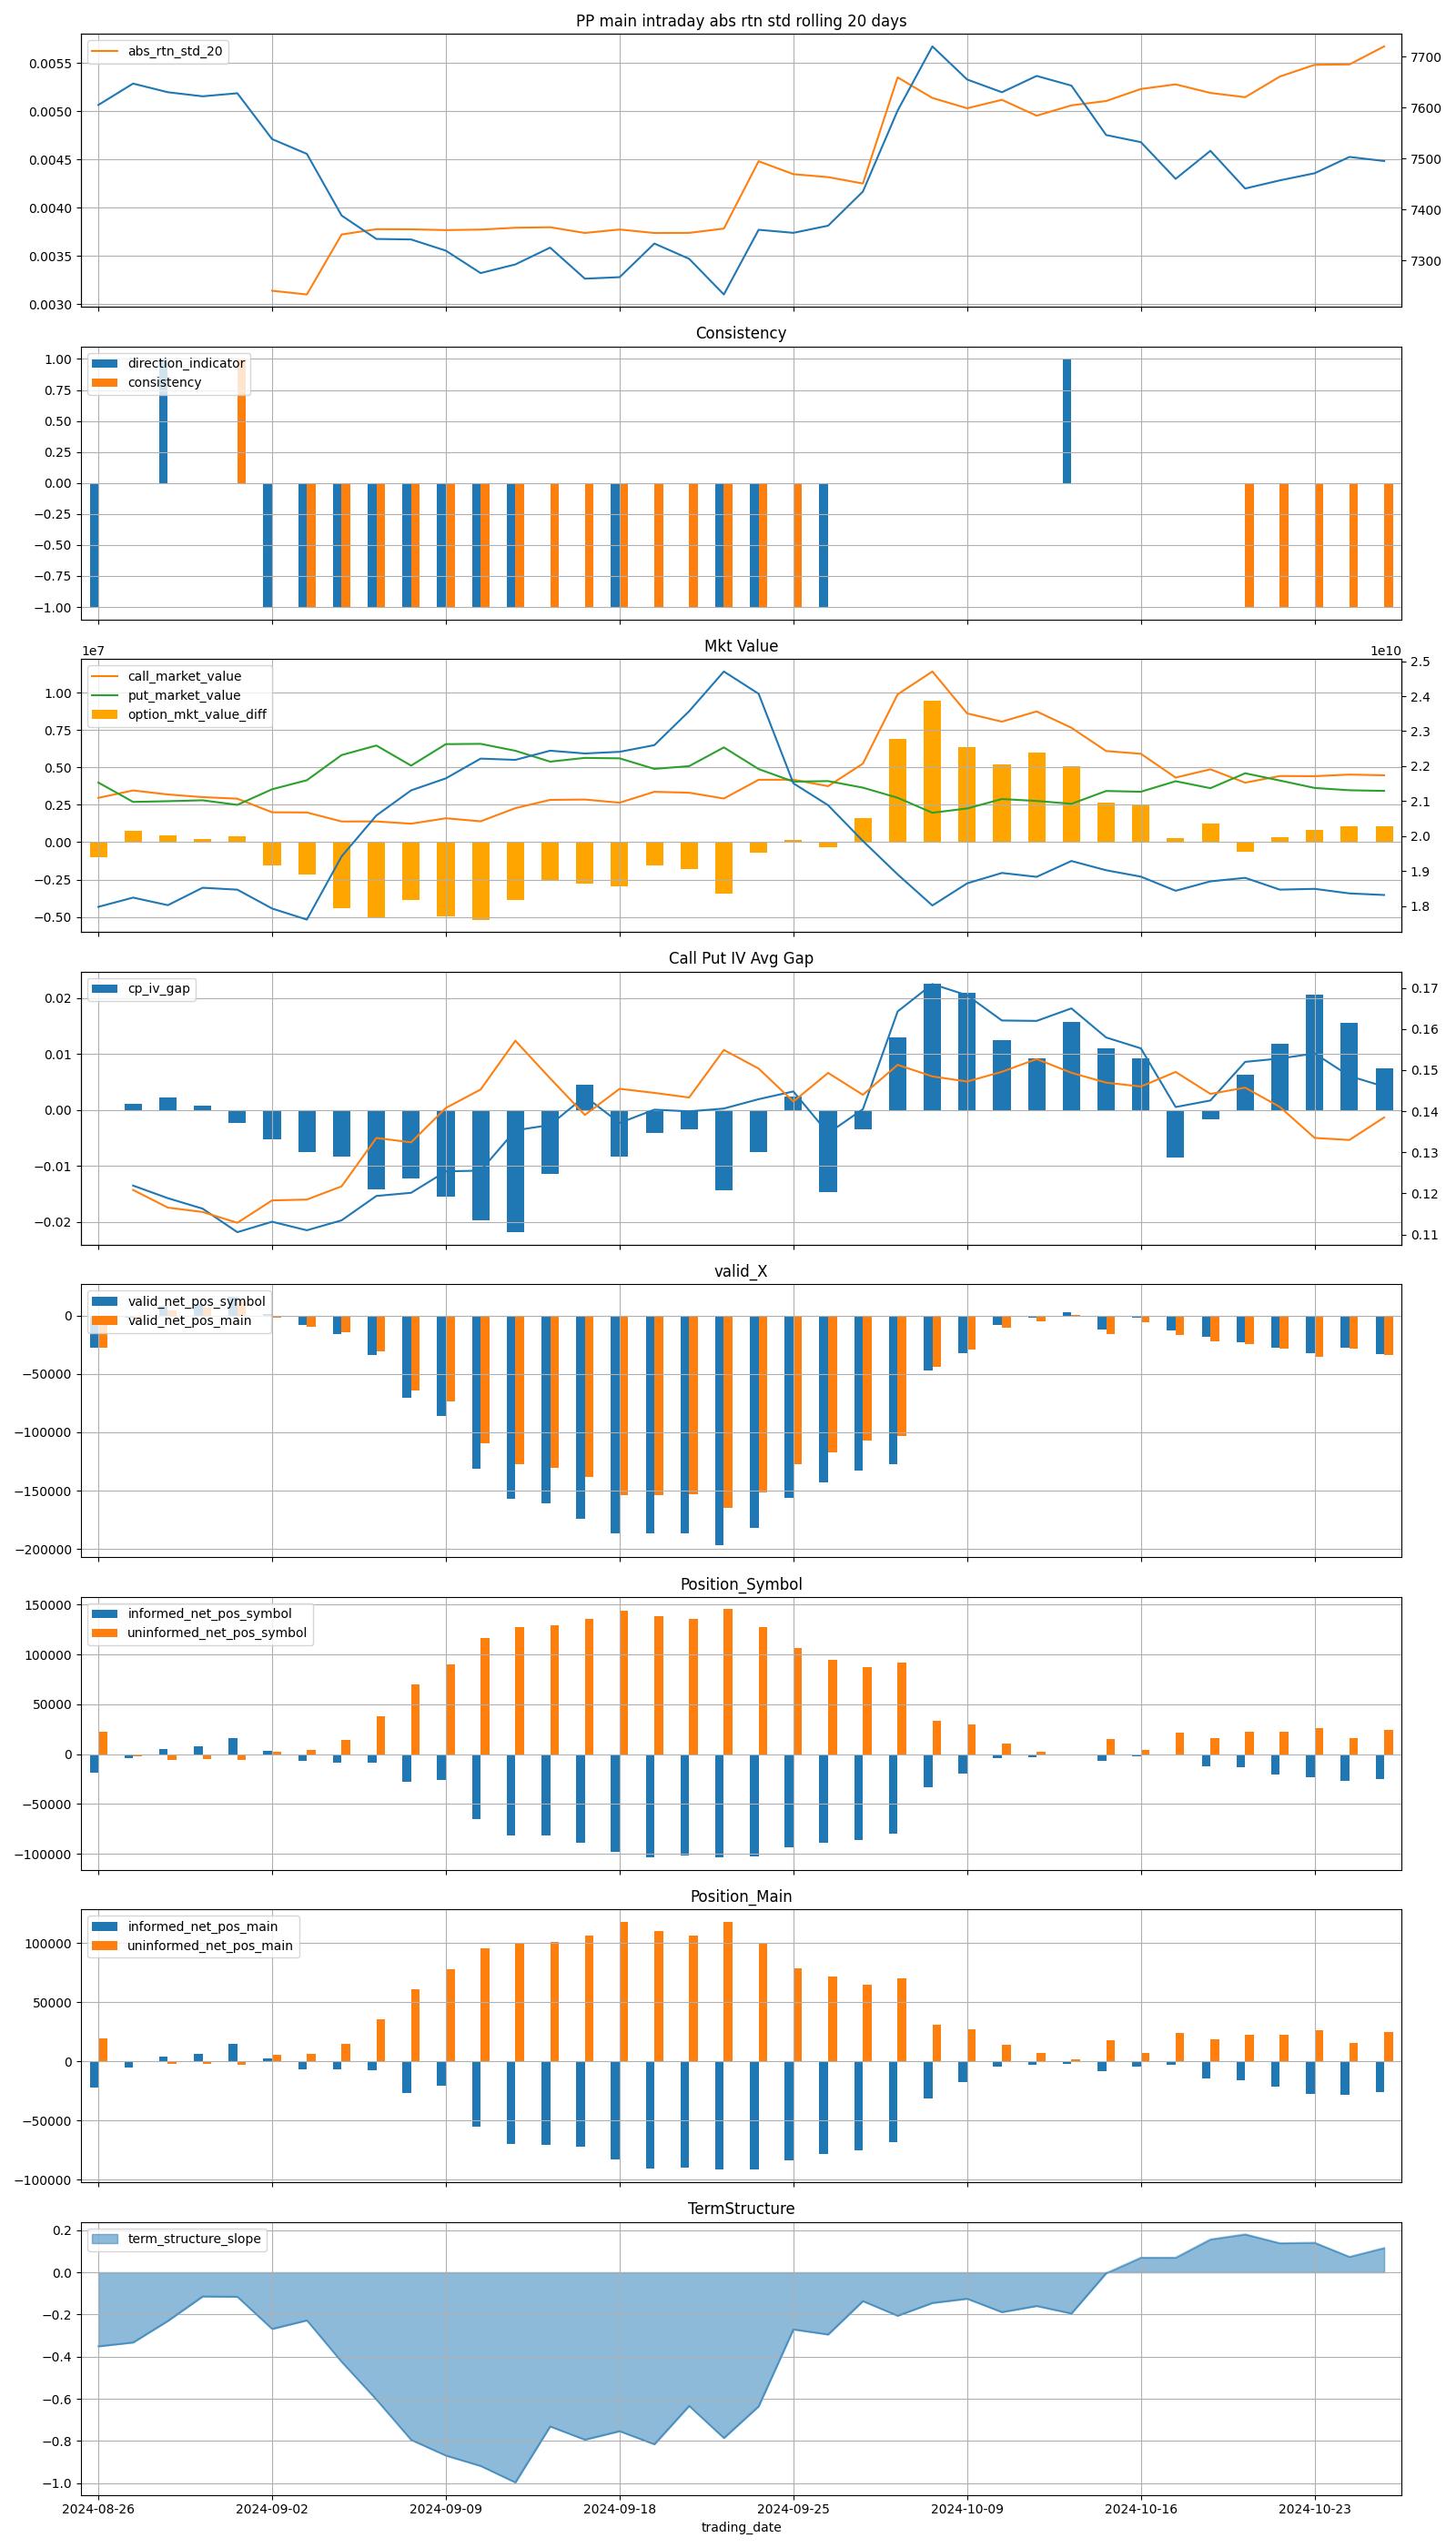 PP main intraday abs rtn std rolling 20 days
abs_rtn_std_20
0.0055
0.0050
0.0045
0.0040
0.0035
0.0030
7700
7600
7500
7400
7300
Consistency
direction_indicator
consistency
1.00
0.75
0.50
0.25
0.00
−0.25
−0.50
−0.75
−1.00
Mkt Value
1e7
1e10
call_market_value
put_market_value
option_mkt_value_diff
1.00
0.75
0.50
0.25
0.00
−0.25
−0.50
2.5
2.4
2.3
2.2
2.1
2.0
1.9
1.8
Call Put IV Avg Gap
cp_iv_gap
0.02
0.01
0.00
−0.01
−0.02
0.17
0.16
0.15
0.14
0.13
0.12
0.11
valid_X
valid_net_pos_symbol
valid_net_pos_main
0
−50000
−100000
−150000
−200000
Position_Symbol
informed_net_pos_symbol
uninformed_net_pos_symbol
150000
100000
50000
0
−50000
−100000
Position_Main
informed_net_pos_main
uninformed_net_pos_main
100000
50000
0
−50000
−100000
TermStructure
term_structure_slope
0.2
0.0
−0.2
−0.4
−0.6
−0.8
−1.0
2024-08-26 2024-09-02 2024-09-09 2024-09-18 2024-09-25 2024-10-09 2024-10-16 2024-10-23
trading_date